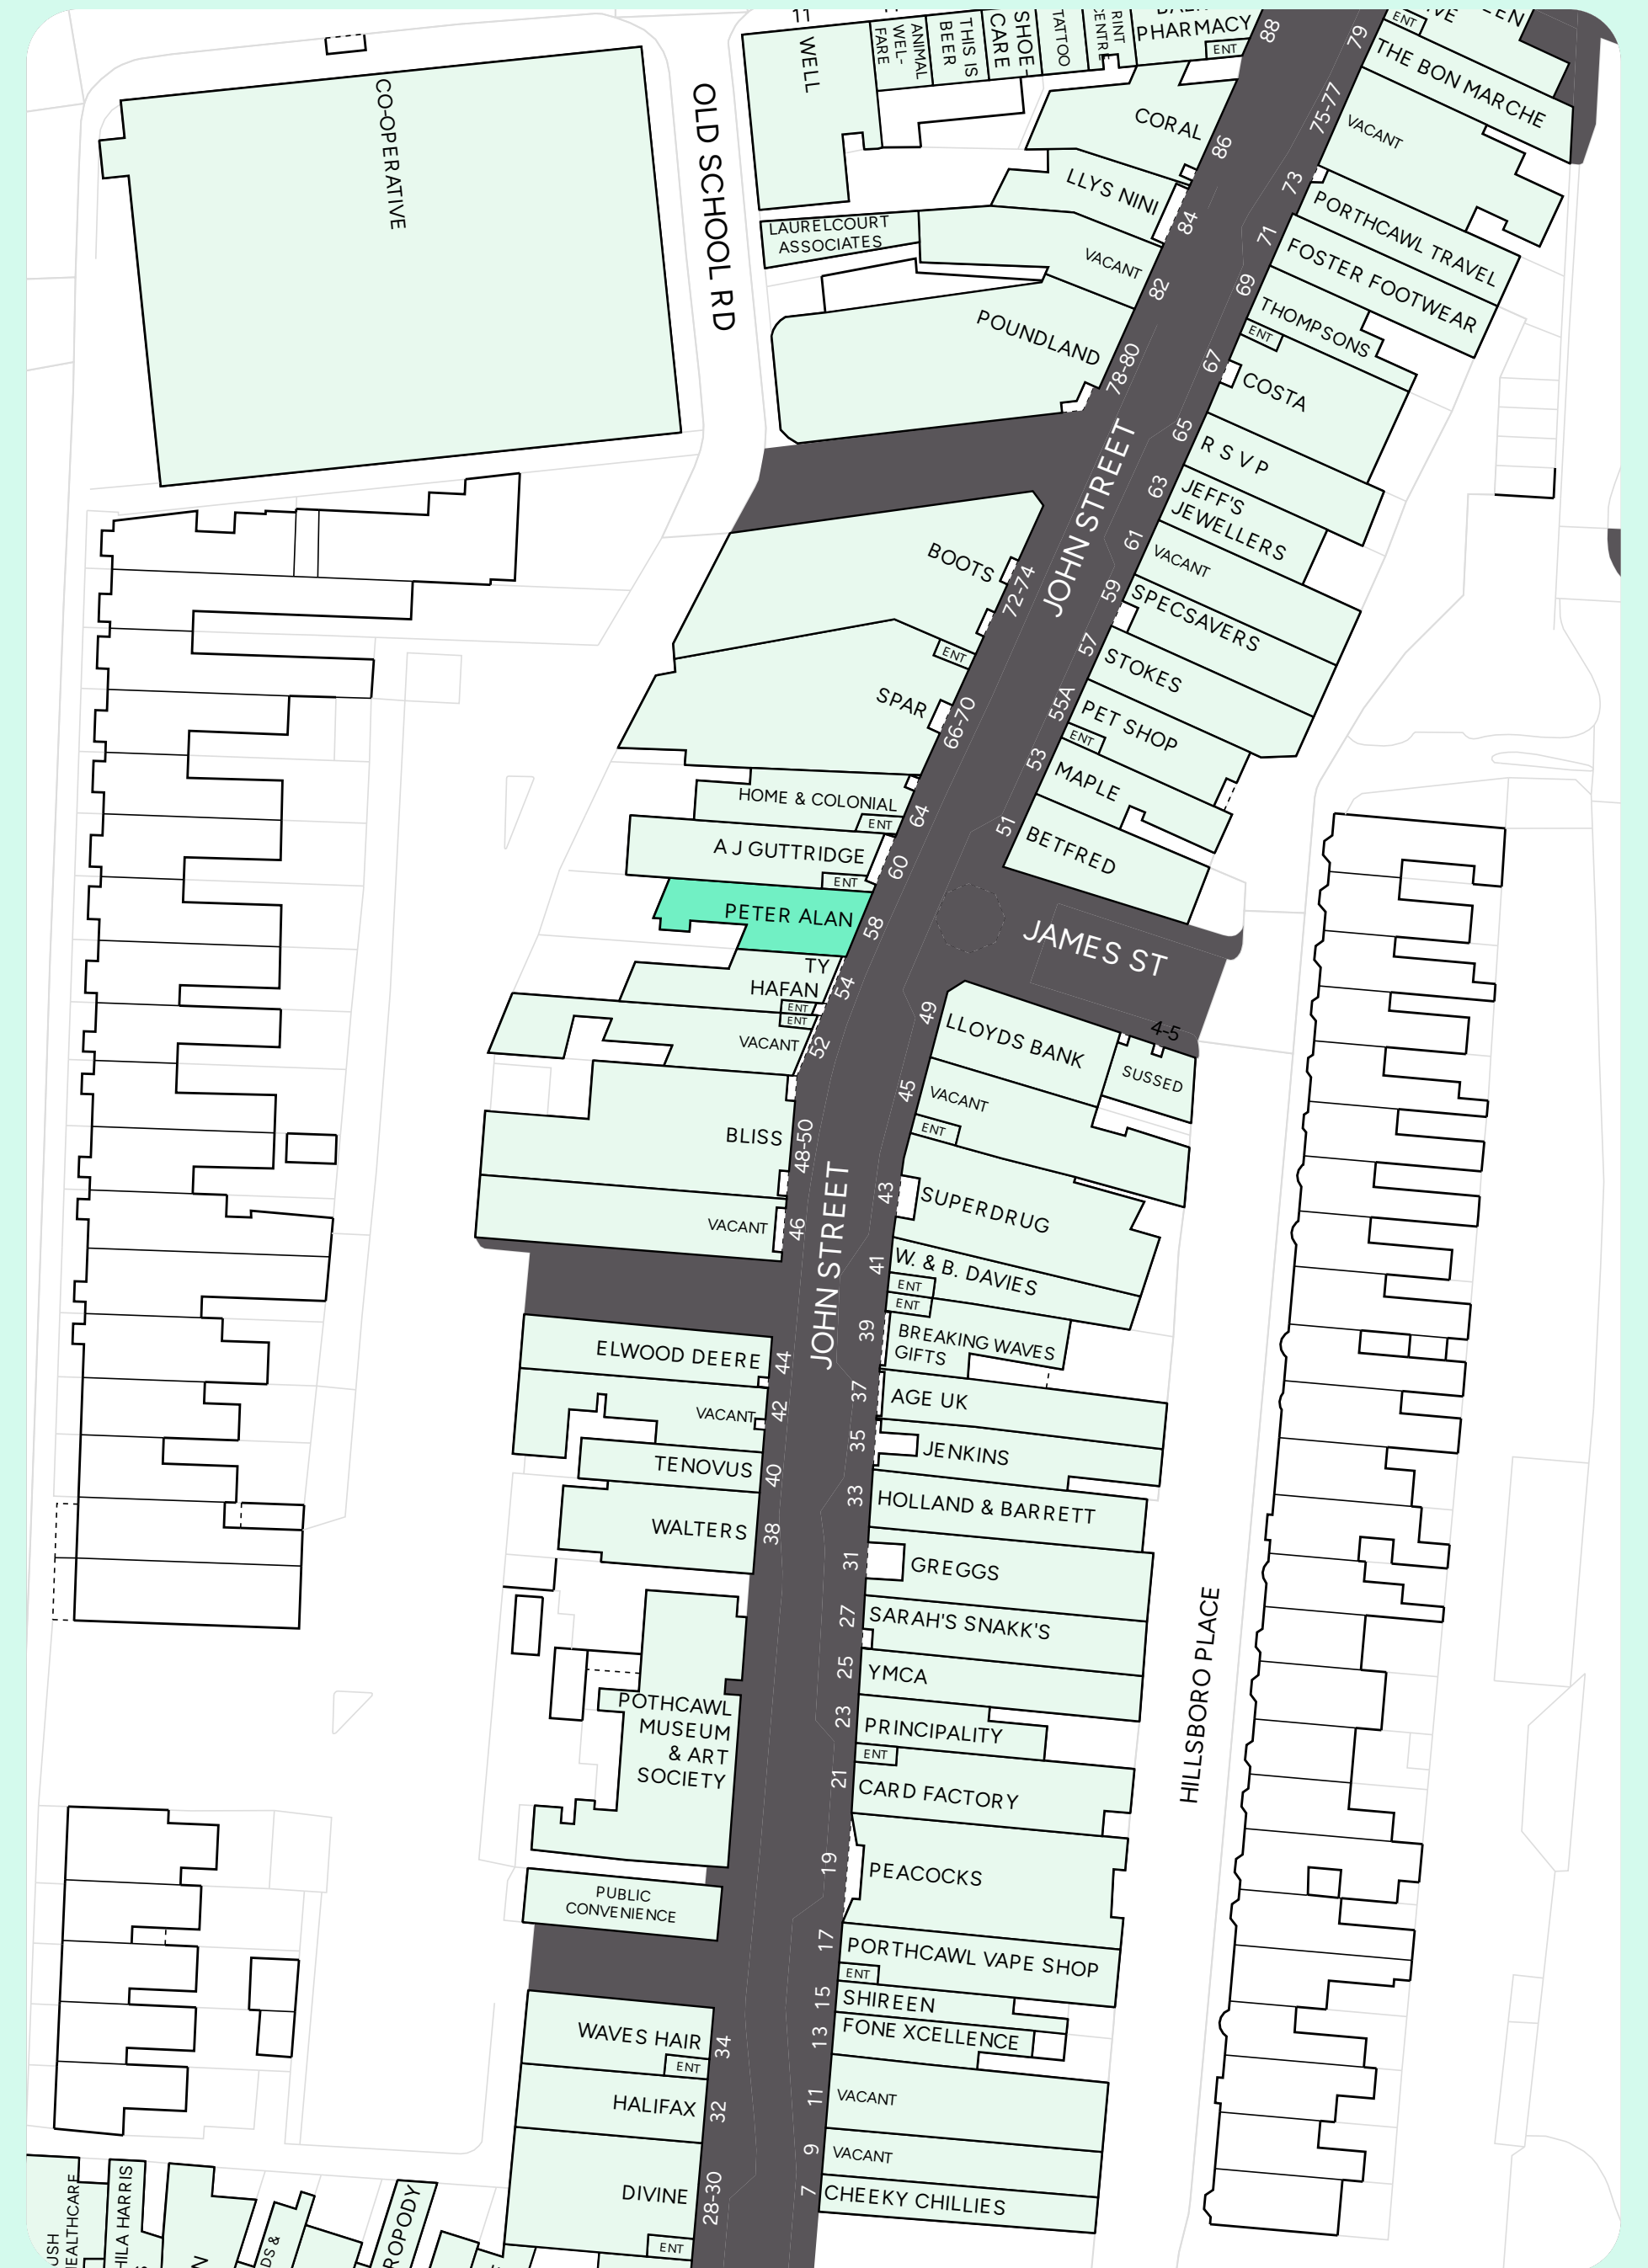 CO-OPERATIVE
OLD SCHOOL RD
11
WELL
ANIMAL
WEL-
FARE
THIS IS
BEER
SHOE-
CARE
TATTOO
CENTRE
PHARMACY
ENT
88
79
ENT
THE BON MARCHE
CORAL
86
75-77
VACANT
LLYS NINI
84
73
PORTHCAWL TRAVEL
LAURELCOURT
ASSOCIATES
VACANT
82
71
FOSTER FOOTWEAR
69
THOMPSONS
ENT
POUNDLAND
78-80
67
COSTA
65
R S V P
JOHN STREET
63
JEFF'S
JEWELLERS
BOOTS
72-74
61
VACANT
59
SPECSAVERS
ENT
57
STOKES
SPAR
66-70
55A
PET SHOP
ENT
53
MAPLE
HOME & COLONIAL
ENT
64
51
BETFRED
A J GUTTRIDGE
ENT
60
PETER ALAN
58
JAMES ST
TY
HAFAN
ENT
54
ENT
VACANT
52
49
LLOYDS BANK
4-5
SUSSED
45
VACANT
ENT
BLISS
48-50
43
SUPERDRUG
VACANT
46
JOHN STREET
41
W. & B. DAVIES
ENT
ENT
39
BREAKING WAVES
GIFTS
ELWOOD DEERE
44
37
AGE UK
VACANT
42
35
JENKINS
TENOVUS
40
33
HOLLAND & BARRETT
WALTERS
38
31
GREGGS
HILLSBORO PLACE
27
SARAH'S SNAKK'S
25
YMCA
POTHCAWL
MUSEUM
& ART
SOCIETY
23
PRINCIPALITY
ENT
21
CARD FACTORY
19
PEACOCKS
PUBLIC
CONVENIENCE
17
PORTHCAWL VAPE SHOP
ENT
15
SHIREEN
WAVES HAIR
ENT
34
13
FONE XCELLENCE
HALIFAX
32
11
VACANT
9
VACANT
DIVINE
28-30
ENT
7
CHEEKY CHILLIES